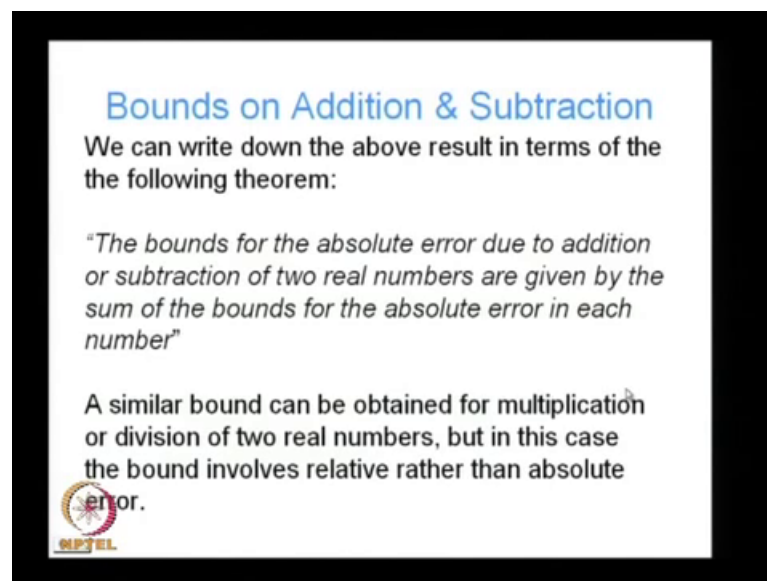 Bounds on Addition & Subtraction
We can write down the above result in terms of the
the following theorem:
“The bounds for the absolute error due to addition
or subtraction of two real numbers are given by the
sum of the bounds for the absolute error in each
number”
A similar bound can be obtained for multiplication
or division of two real numbers, but in this case
the bound involves relative rather than absolute
error.
NPTEL